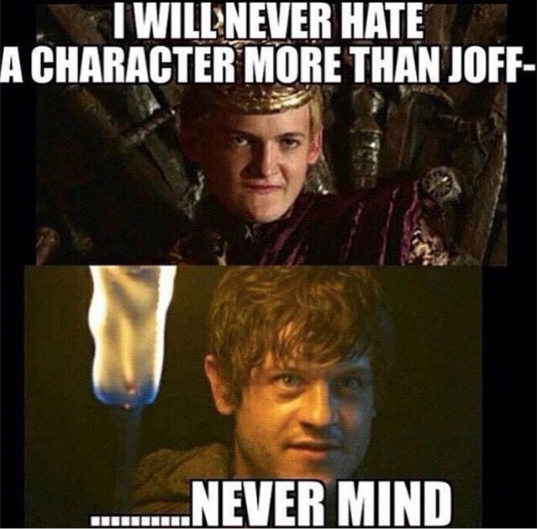 I WILL NEVER HATE
A CHARACTER MORE THAN JOFF-
..........NEVER MIND